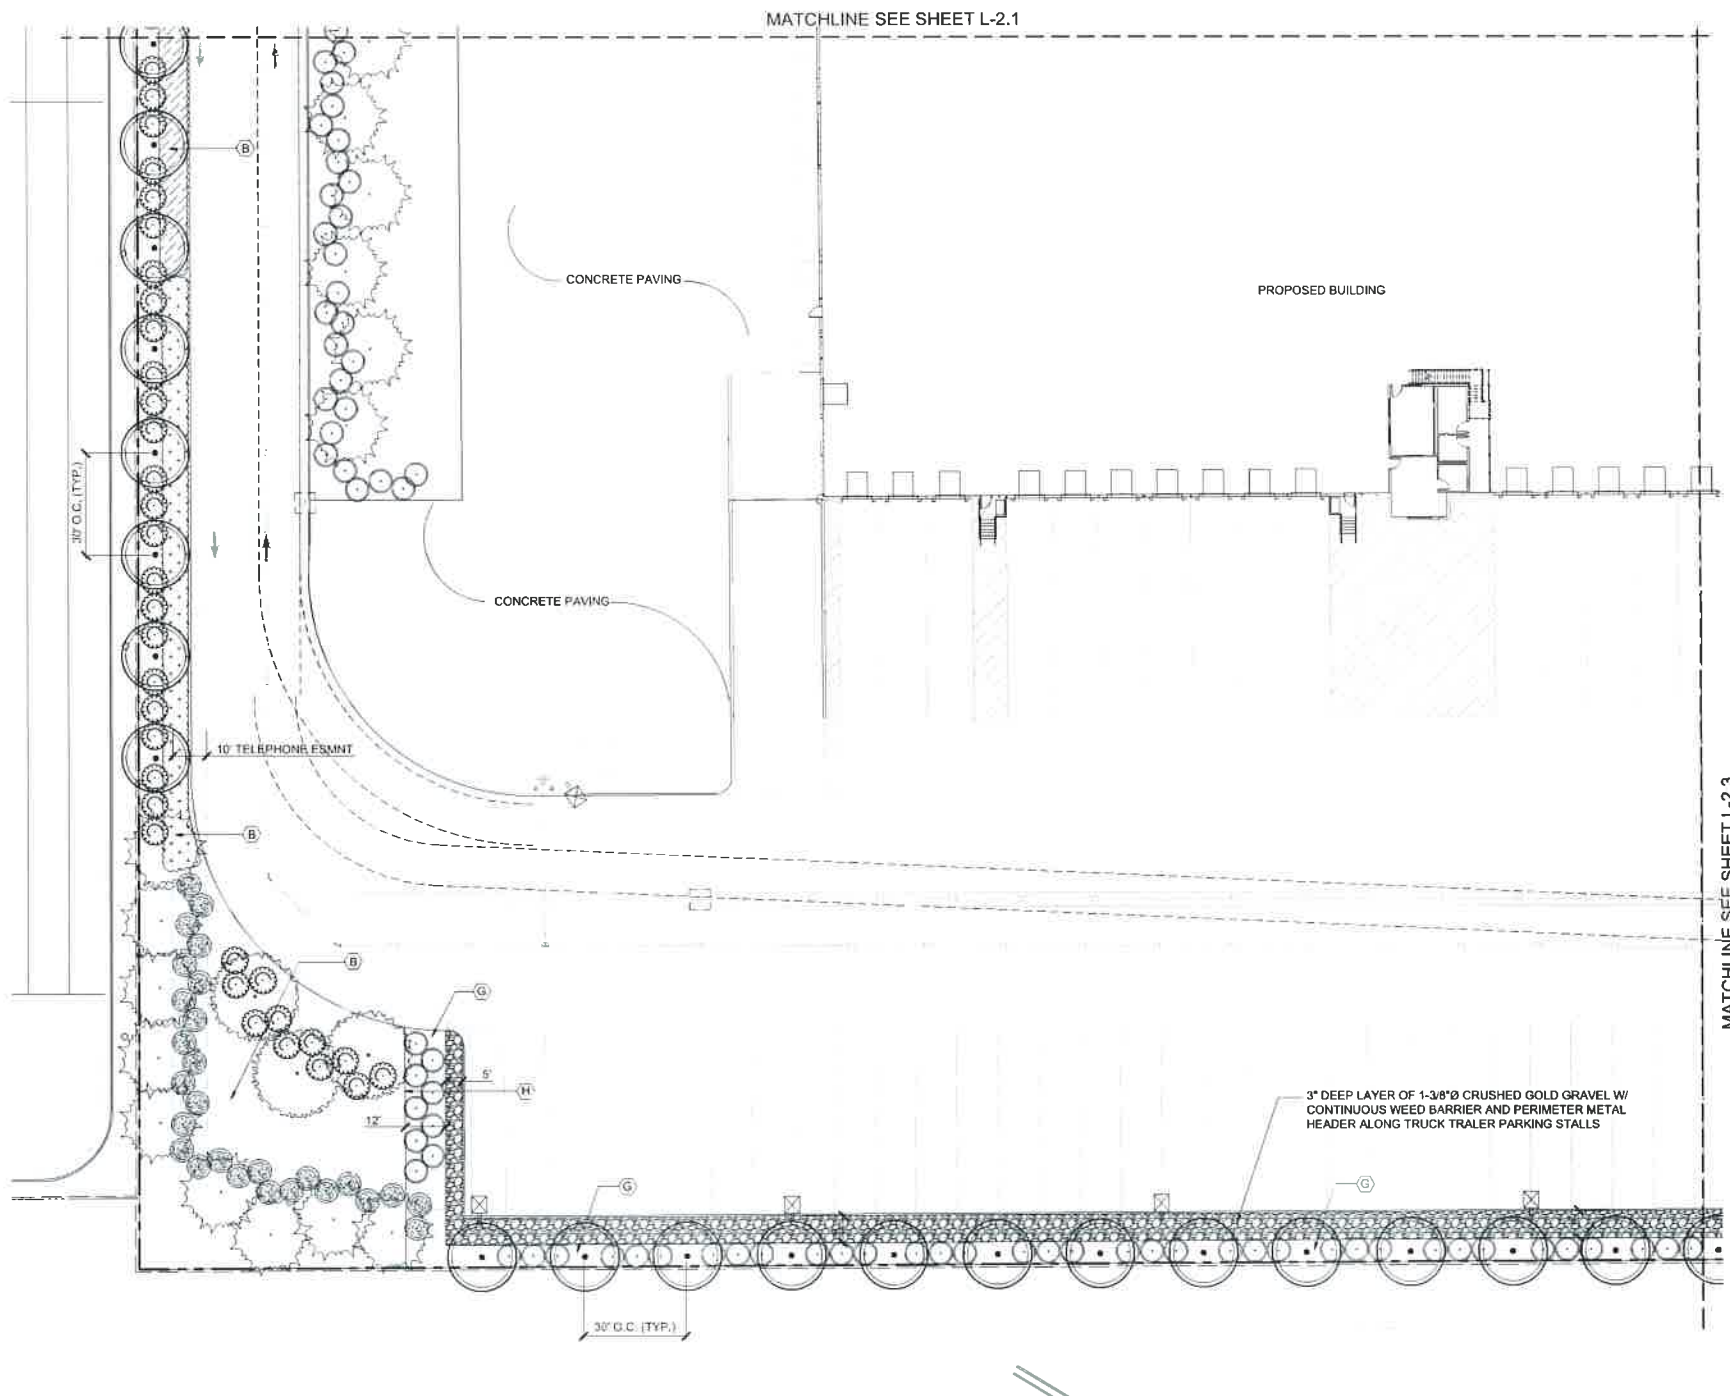 MATCHLINE SEE SHEET L-2.1
B
CONCRETE PAVING
PROPOSED BUILDING
30' O.C. (TYP.)
CONCRETE PAVING
10' TELEPHONE ESMNT
B
MATCHLINE SEE SHEET L-2.3
B
G
5'
H
12'
3" DEEP LAYER OF 1-3/8"Ø CRUSHED GOLD GRAVEL W/
CONTINUOUS WEED BARRIER AND PERIMETER METAL
HEADER ALONG TRUCK TRALER PARKING STALLS
G
G
30' O.C. (TYP.)